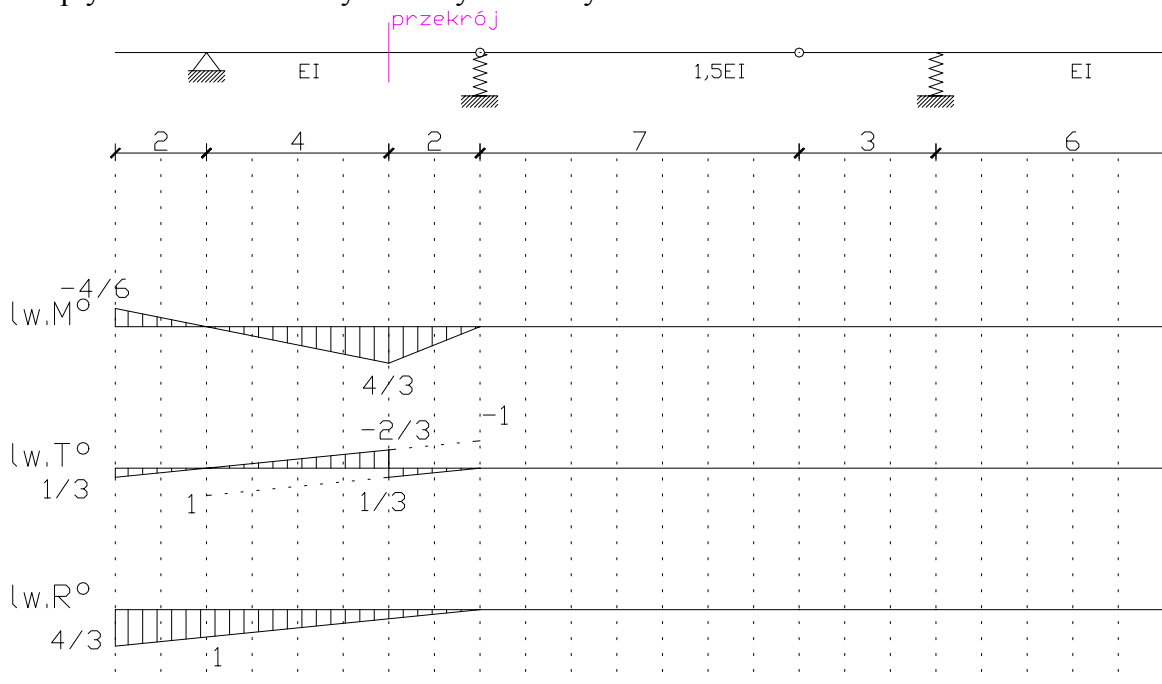 przekrój
EI
1,5EI
EI
2 4 2 7 3 6
-4/6
lw.M°
4/3
-2/3
-1
lw.T°
1/3
1
1/3
lw.R°
4/3
1